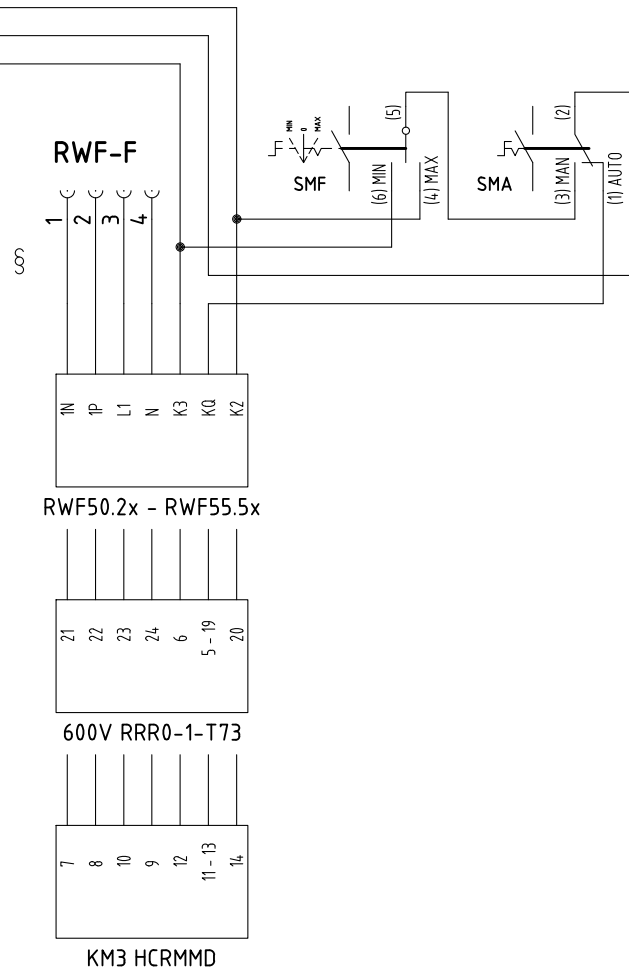 RWF-F
1
2
3
4
§
MIN
0
MAX
SMF
(5)
(6) MIN
(4) MAX
SMA
(2)
(3) MAN
(1) AUTO
1N
1P
L1
N
K3
KQ
K2
RWF50.2x - RWF55.5x
21
22
23
24
6
5 - 19
20
600V RRR0-1-T73
7
8
10
9
12
11 - 13
14
KM3 HCRMMD